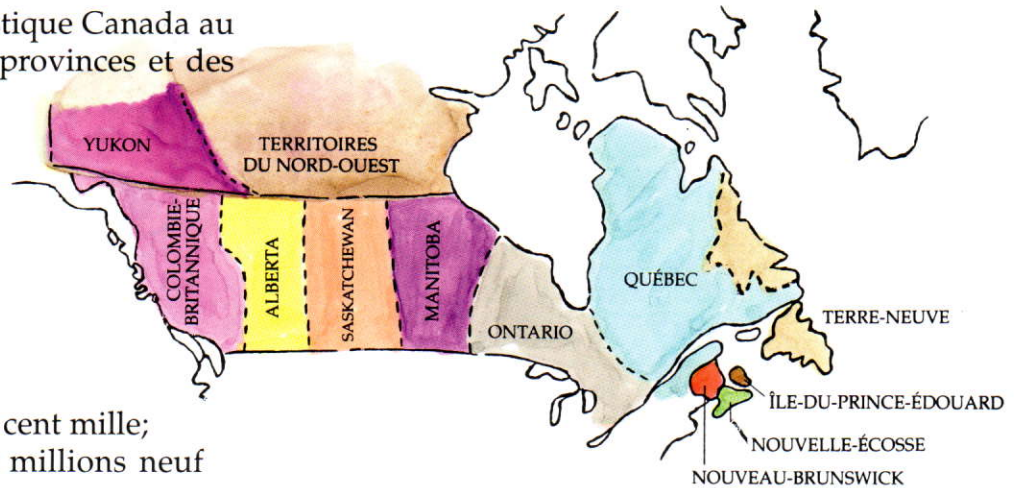 tique Canada au
provinces et des
YUKON
TERRITOIRES
DU NORD-OUEST
COLOMBIE-
BRITANNIQUE
ALBERTA
SASKATCHEWAN
MANITOBA
ONTARIO
QUÉBEC
TERRE-NEUVE
ÎLE-DU-PRINCE-ÉDOUARD
NOUVELLE-ÉCOSSE
NOUVEAU-BRUNSWICK
cent mille;
millions neuf